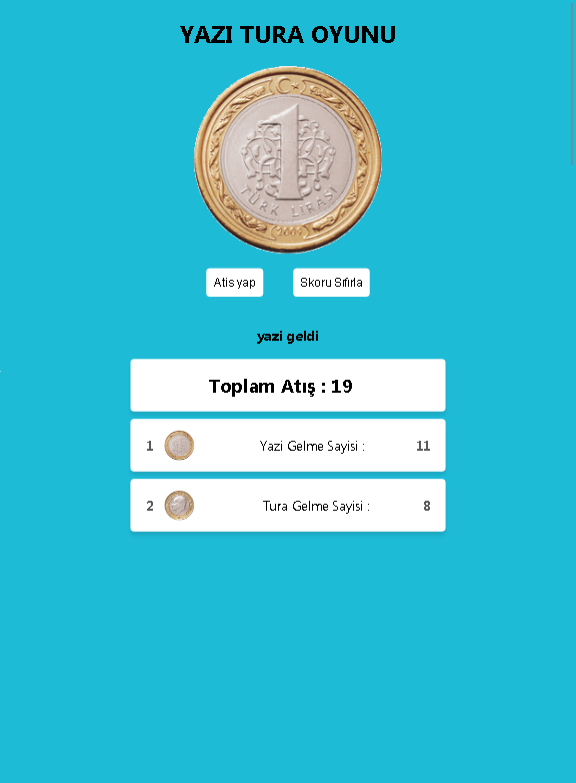 YAZI TURA OYUNU
1
TÜRK LİRASI
2009
Atis yap
Skoru Sıfırla
yazi geldi
Toplam Atış : 19
1 Yazi Gelme Sayisi : 11
2 Tura Gelme Sayisi : 8